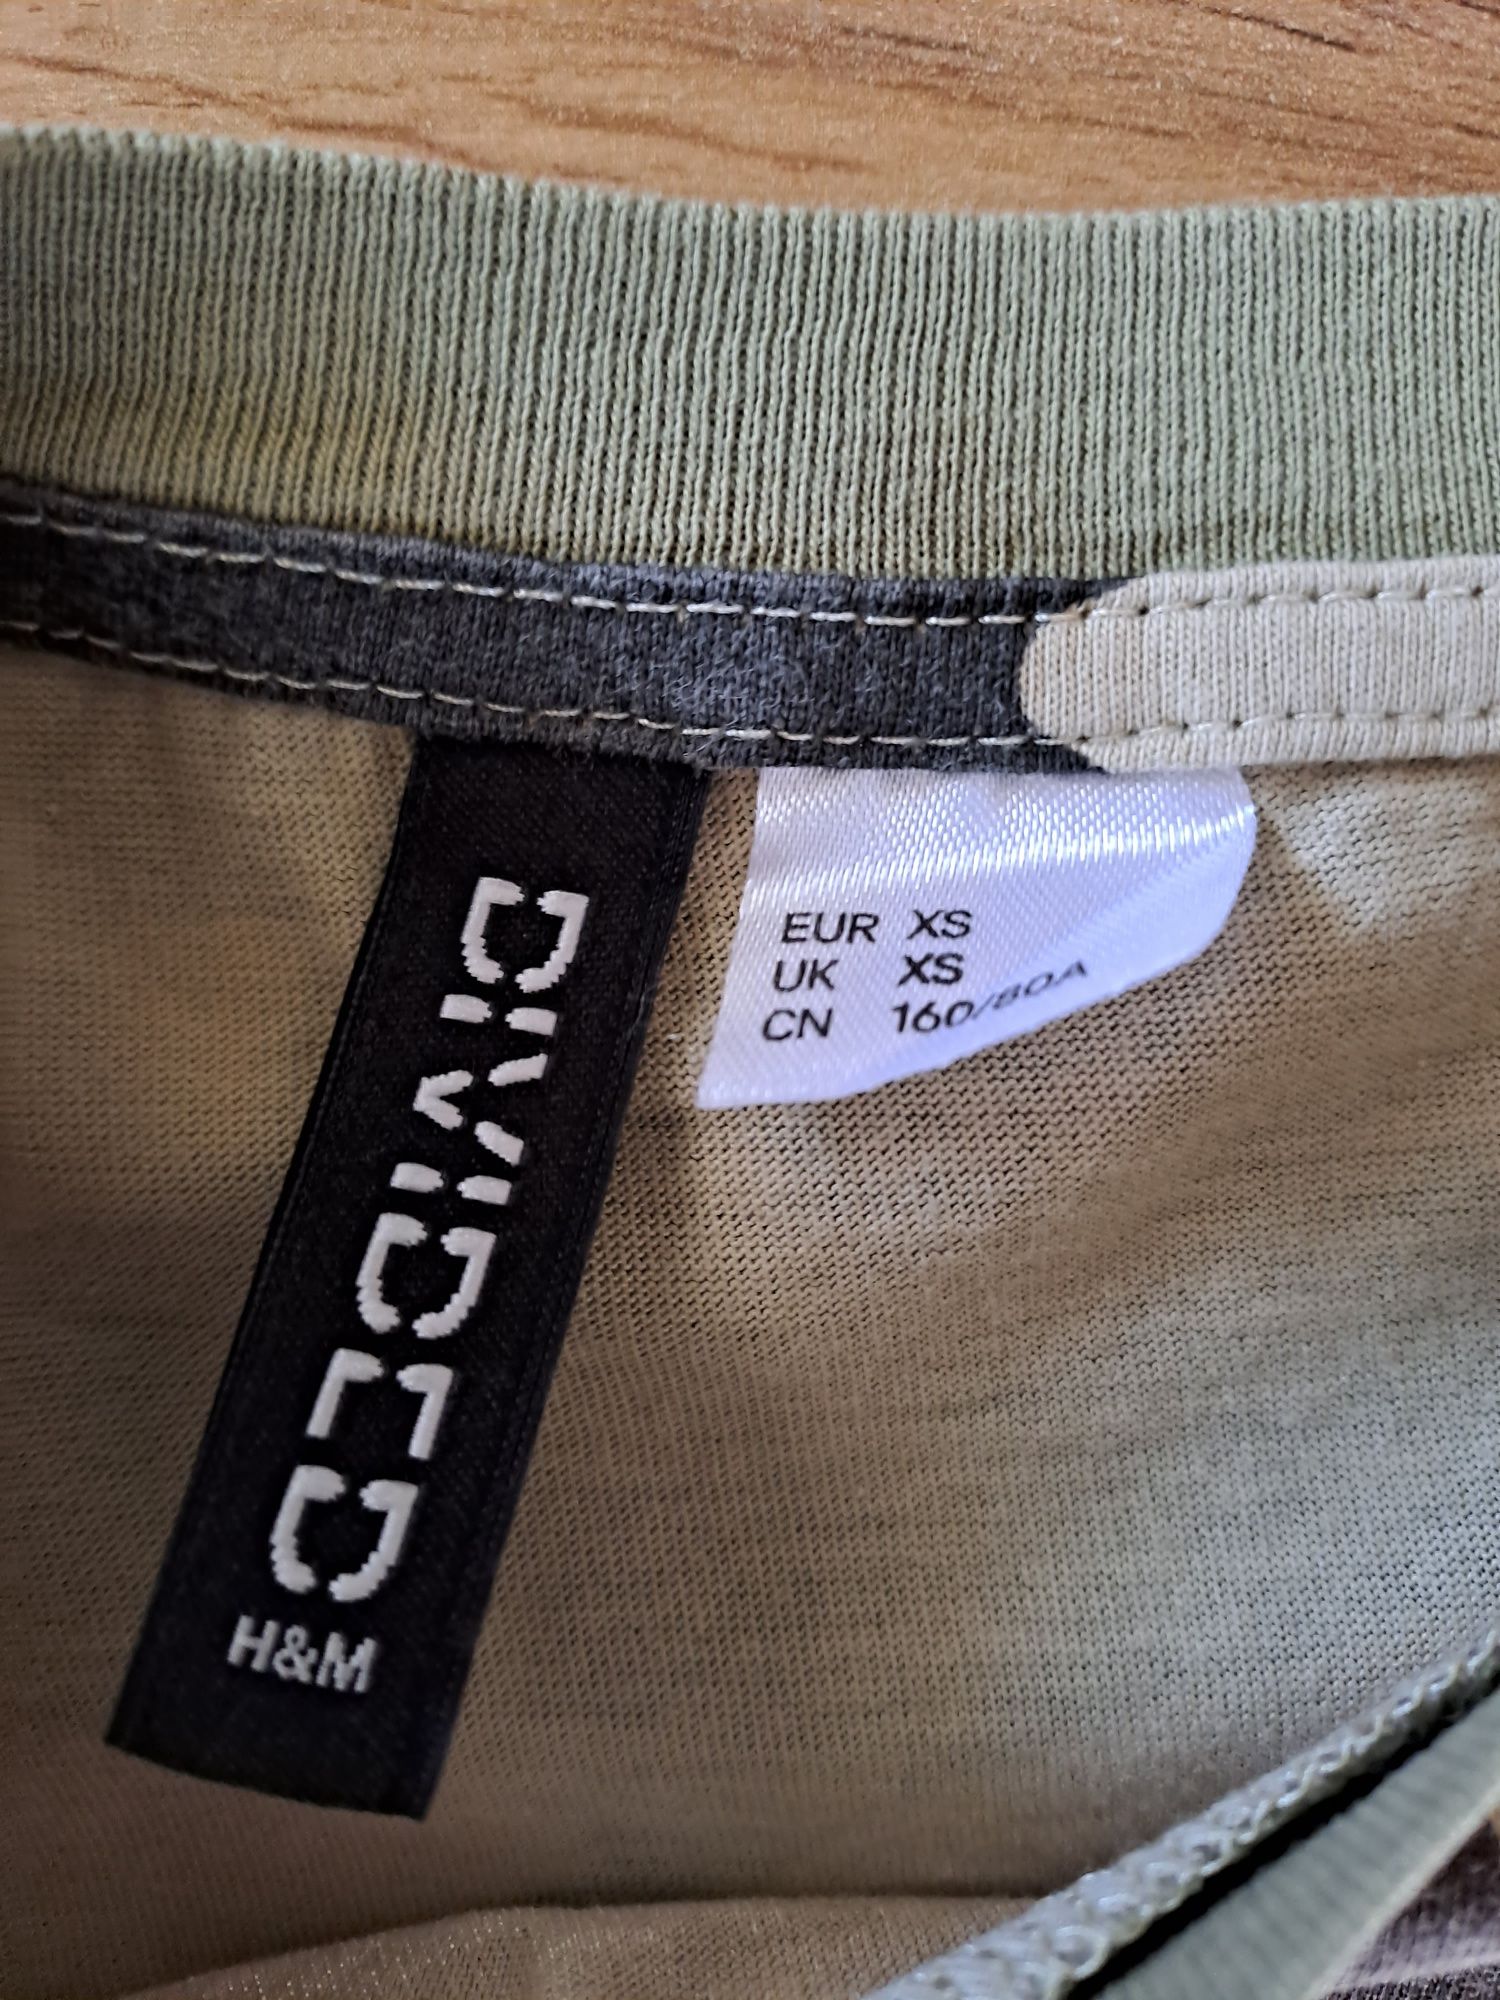 DIVIDED
H&M
EUR XS
UK XS
CN 160/80A